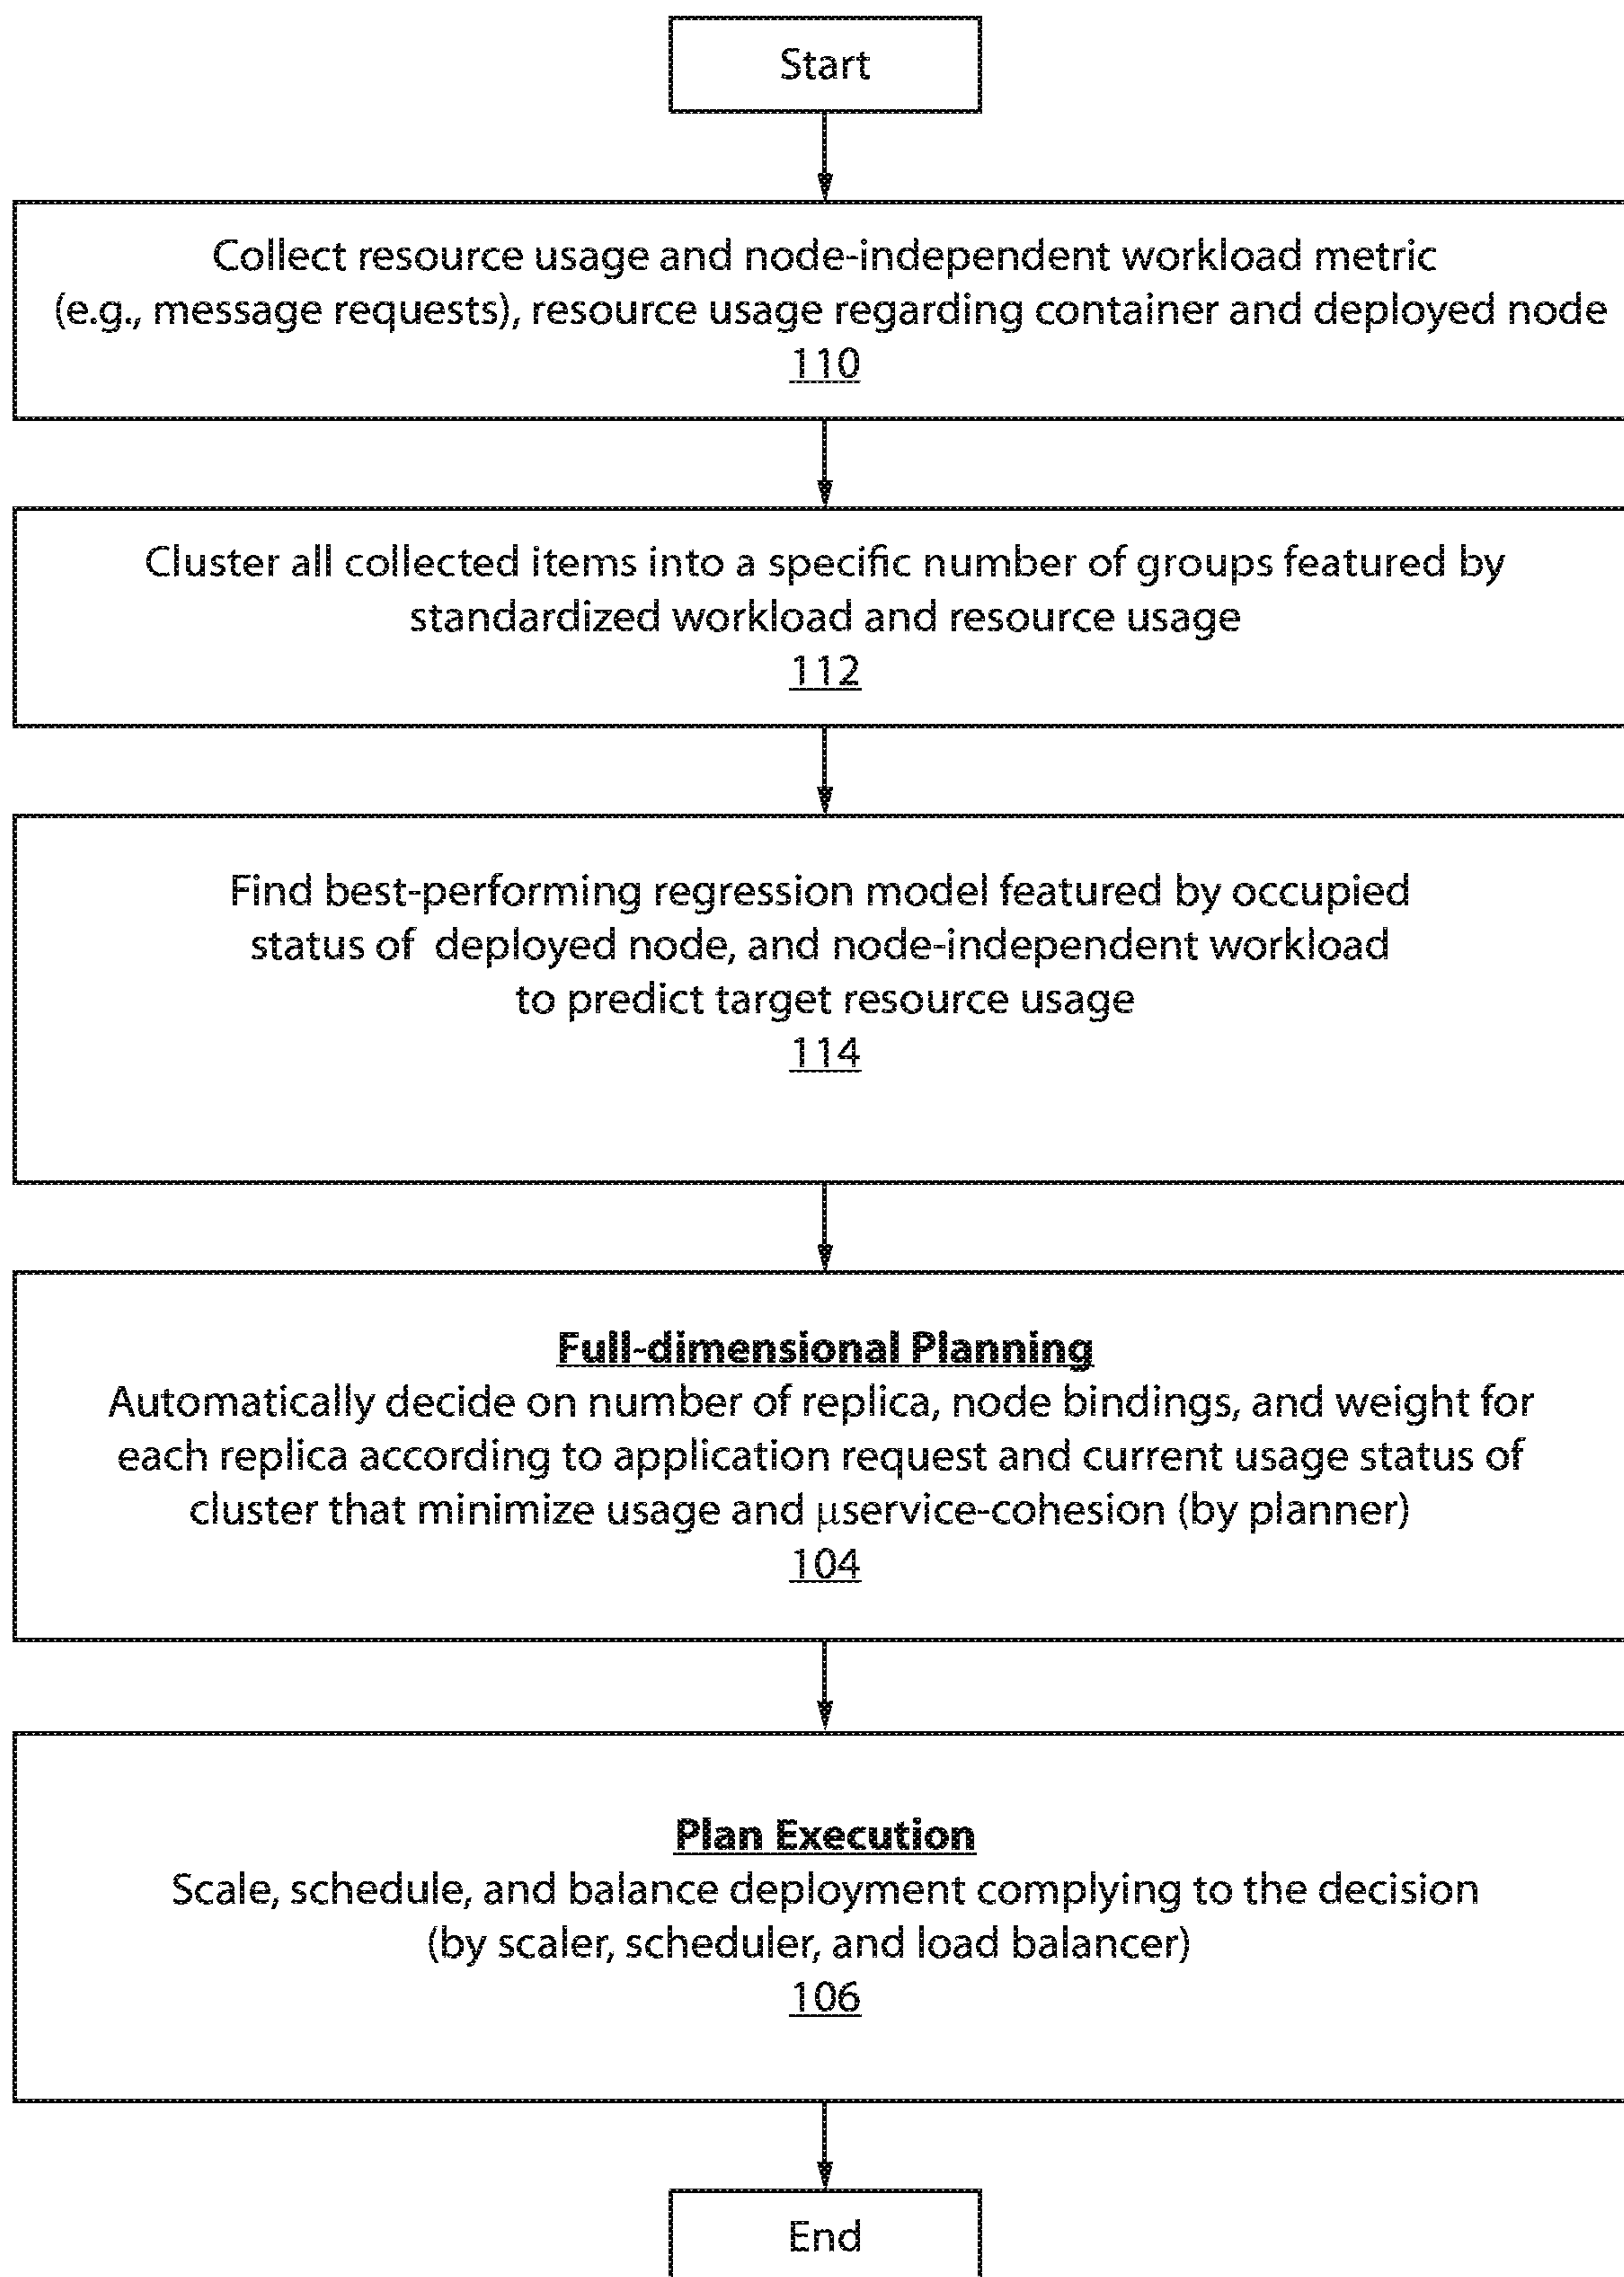 Start
Collect resource usage and node-independent workload metric
(e.g., message requests), resource usage regarding container and deployed node
110
Cluster all collected items into a specific number of groups featured by
standardized workload and resource usage
112
Find best-performing regression model featured by occupied
status of deployed node, and node-independent workload
to predict target resource usage
114
Full-dimensional Planning
Automatically decide on number of replica, node bindings, and weight for
each replica according to application request and current usage status of
cluster that minimize usage and µservice-cohesion (by planner)
104
Plan Execution
Scale, schedule, and balance deployment complying to the decision
(by scaler, scheduler, and load balancer)
106
End